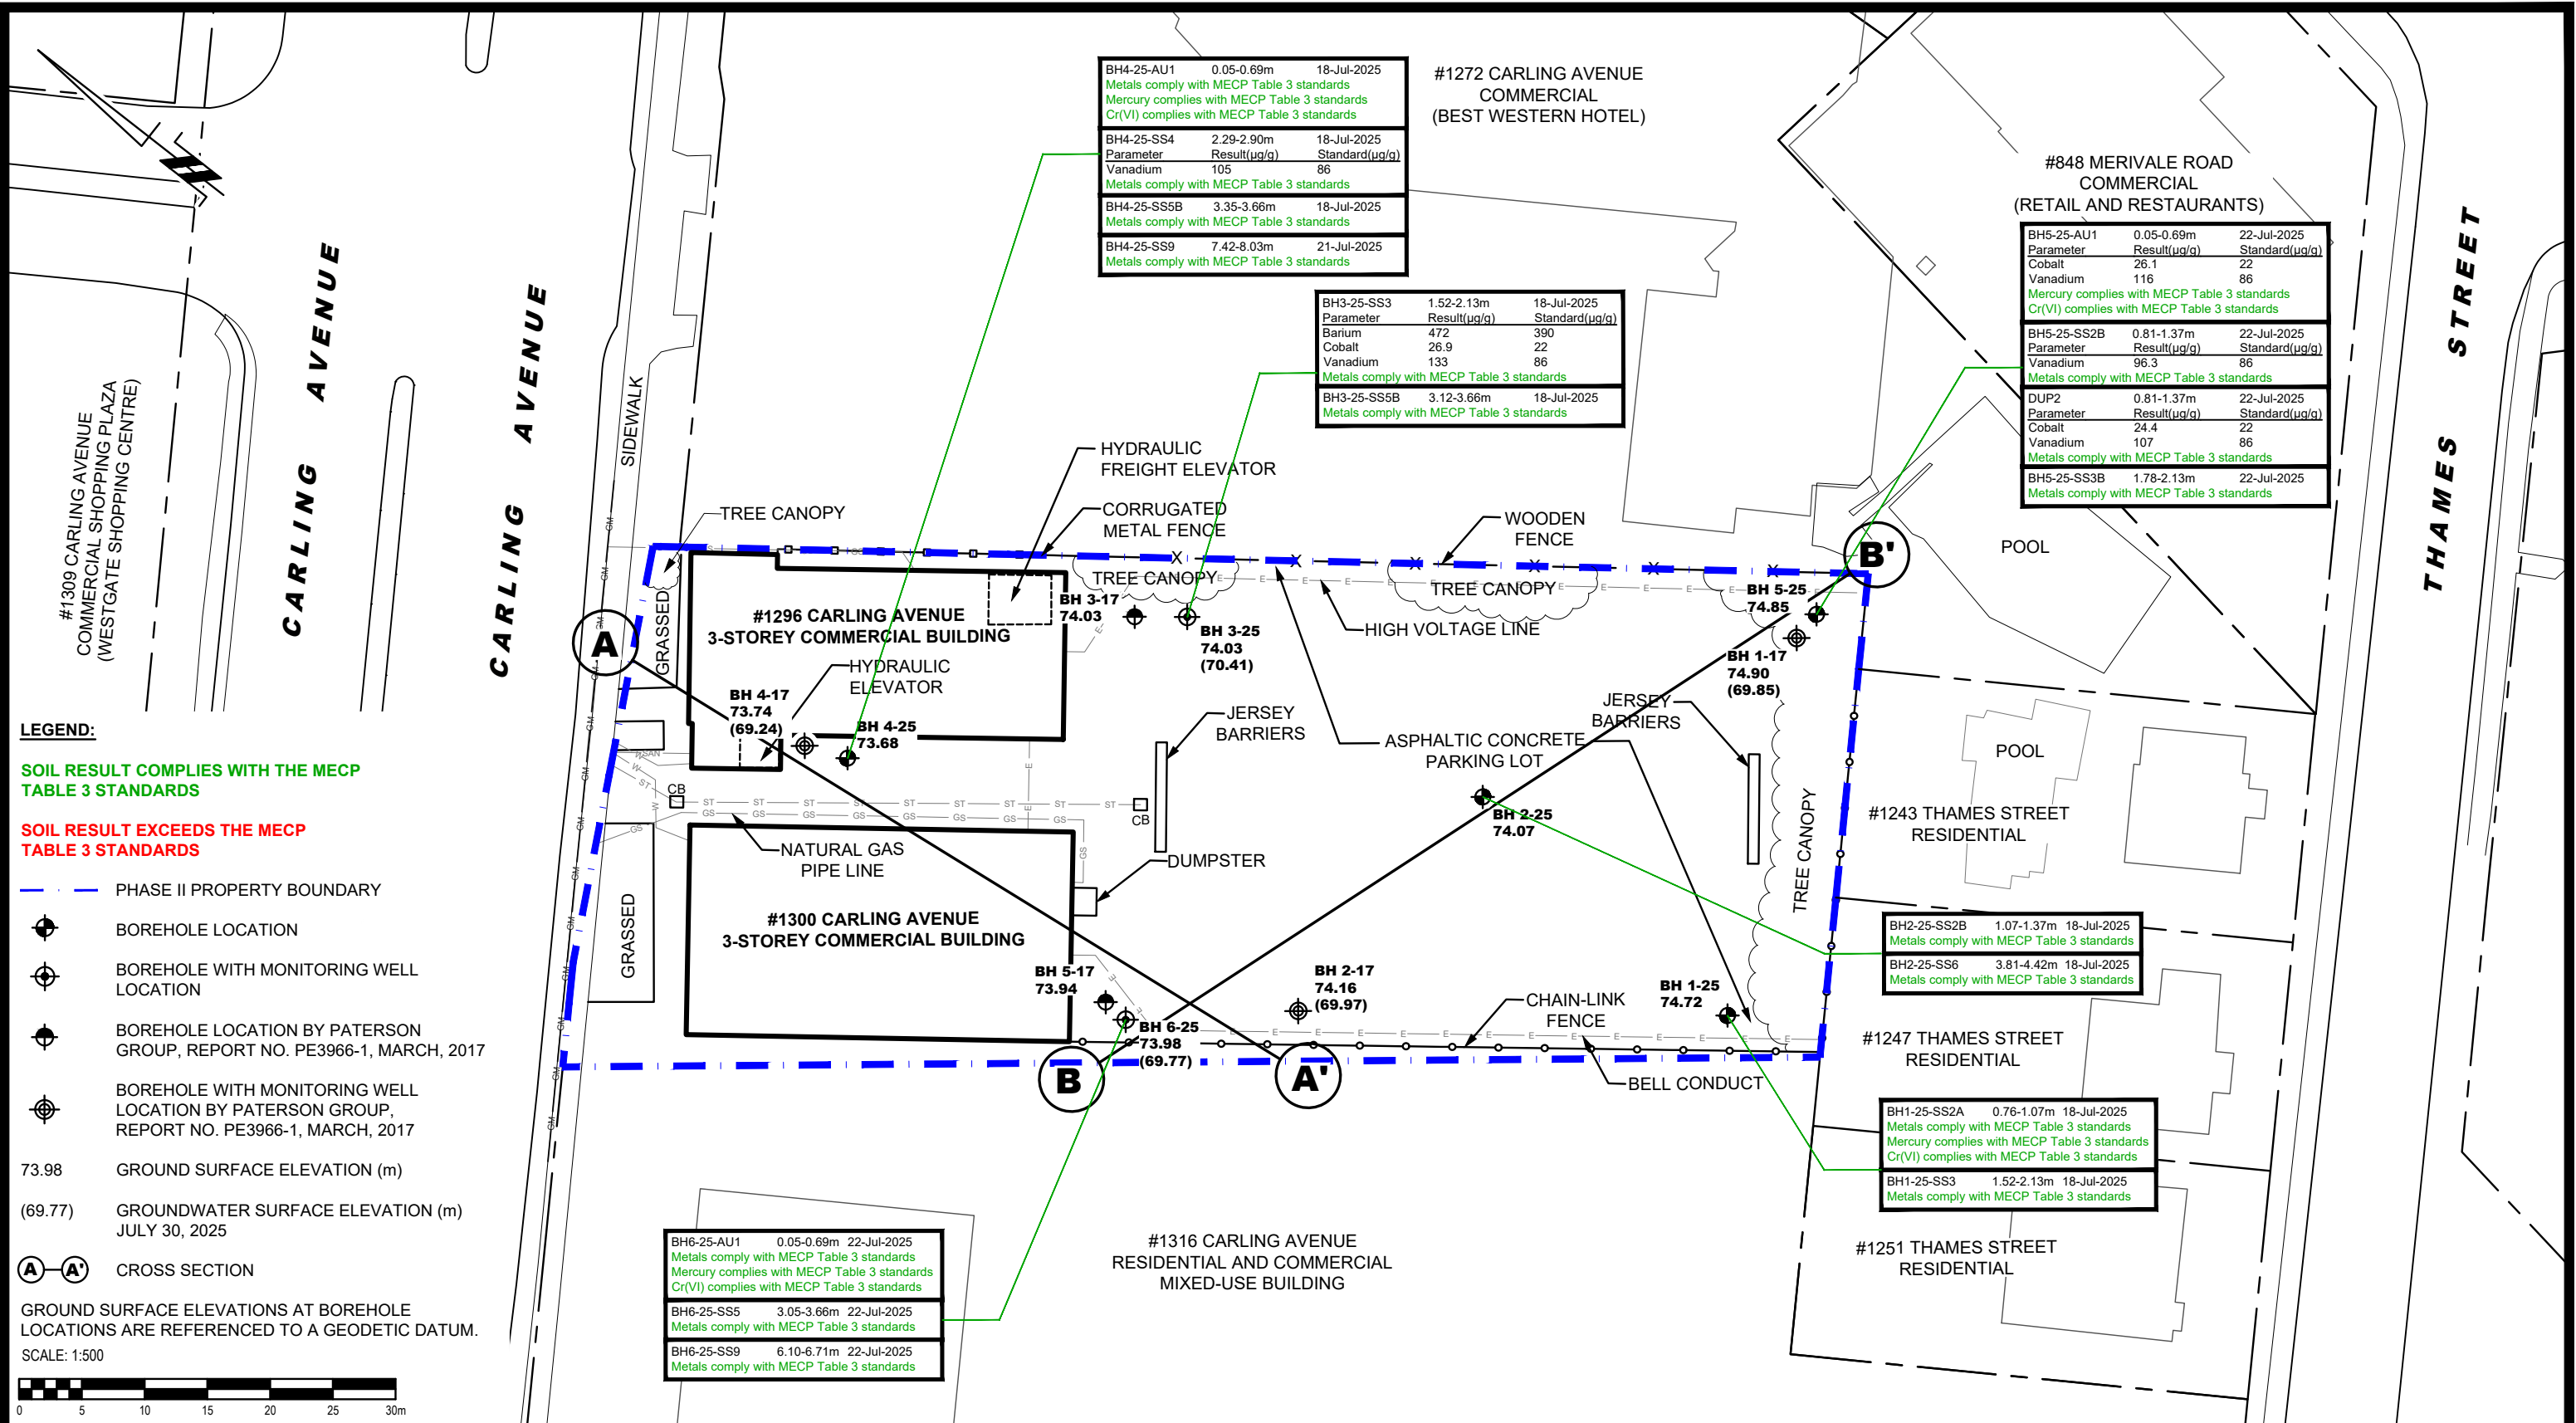 BH4-25-AU1 0.05-0.69m 18-Jul-2025
Metals comply with MECP Table 3 standards
Mercury complies with MECP Table 3 standards
Cr(VI) complies with MECP Table 3 standards
BH4-25-SS4 2.29-2.90m 18-Jul-2025
Parameter Result(µg/g) Standard(µg/g)
Vanadium 105 86
Metals comply with MECP Table 3 standards
BH4-25-SS5B 3.35-3.66m 18-Jul-2025
Metals comply with MECP Table 3 standards
BH4-25-SS9 7.42-8.03m 21-Jul-2025
Metals comply with MECP Table 3 standards
#1272 CARLING AVENUE
COMMERCIAL
(BEST WESTERN HOTEL)
#848 MERIVALE ROAD
COMMERCIAL
(RETAIL AND RESTAURANTS)
BH5-25-AU1 0.05-0.69m 22-Jul-2025
Parameter Result(µg/g) Standard(µg/g)
Cobalt 26.1 22
Vanadium 116 86
Mercury complies with MECP Table 3 standards
Cr(VI) complies with MECP Table 3 standards
BH5-25-SS2B 0.81-1.37m 22-Jul-2025
Parameter Result(µg/g) Standard(µg/g)
Vanadium 96.3 86
Metals comply with MECP Table 3 standards
DUP2 0.81-1.37m 22-Jul-2025
Parameter Result(µg/g) Standard(µg/g)
Cobalt 24.4 22
Vanadium 107 86
Metals comply with MECP Table 3 standards
BH5-25-SS3B 1.78-2.13m 22-Jul-2025
Metals comply with MECP Table 3 standards
BH3-25-SS3 1.52-2.13m 18-Jul-2025
Parameter Result(µg/g) Standard(µg/g)
Barium 472 390
Cobalt 26.9 22
Vanadium 133 86
Metals comply with MECP Table 3 standards
BH3-25-SS5B 3.12-3.66m 18-Jul-2025
Metals comply with MECP Table 3 standards
#1309 CARLING AVENUE
COMMERCIAL SHOPPING PLAZA
(WESTGATE SHOPPING CENTRE)
CARLING AVENUE
CARLING AVENUE
SIDEWALK
THAMES STREET
HYDRAULIC
FREIGHT ELEVATOR
TREE CANOPY
CORRUGATED
METAL FENCE
WOODEN
FENCE
POOL
B'
TREE CANOPY
TREE CANOPY
BH 5-25
74.85
BH 3-17
74.03
#1296 CARLING AVENUE
3-STOREY COMMERCIAL BUILDING
HIGH VOLTAGE LINE
BH 3-25
74.03
(70.41)
A
GRASSED
BH 1-17
74.90
(69.85)
HYDRAULIC
ELEVATOR
BH 4-17
73.74
(69.24)
BH 4-25
73.68
JERSEY
BARRIERS
JERSEY
BARRIERS
ASPHALTIC CONCRETE
PARKING LOT
POOL
CB
CB
BH 2-25
74.07
TREE CANOPY
#1243 THAMES STREET
RESIDENTIAL
NATURAL GAS
PIPE LINE
DUMPSTER
GRASSED
#1300 CARLING AVENUE
3-STOREY COMMERCIAL BUILDING
BH2-25-SS2B 1.07-1.37m 18-Jul-2025
Metals comply with MECP Table 3 standards
BH2-25-SS6 3.81-4.42m 18-Jul-2025
Metals comply with MECP Table 3 standards
BH 5-17
73.94
BH 2-17
74.16
(69.97)
BH 1-25
74.72
CHAIN-LINK
FENCE
BH 6-25
73.98
(69.77)
#1247 THAMES STREET
RESIDENTIAL
B
A'
BELL CONDUCT
BH1-25-SS2A 0.76-1.07m 18-Jul-2025
Metals comply with MECP Table 3 standards
Mercury complies with MECP Table 3 standards
Cr(VI) complies with MECP Table 3 standards
BH1-25-SS3 1.52-2.13m 18-Jul-2025
Metals comply with MECP Table 3 standards
#1251 THAMES STREET
RESIDENTIAL
#1316 CARLING AVENUE
RESIDENTIAL AND COMMERCIAL
MIXED-USE BUILDING
BH6-25-AU1 0.05-0.69m 22-Jul-2025
Metals comply with MECP Table 3 standards
Mercury complies with MECP Table 3 standards
Cr(VI) complies with MECP Table 3 standards
BH6-25-SS5 3.05-3.66m 22-Jul-2025
Metals comply with MECP Table 3 standards
BH6-25-SS9 6.10-6.71m 22-Jul-2025
Metals comply with MECP Table 3 standards
LEGEND:
SOIL RESULT COMPLIES WITH THE MECP
TABLE 3 STANDARDS
SOIL RESULT EXCEEDS THE MECP
TABLE 3 STANDARDS
PHASE II PROPERTY BOUNDARY
BOREHOLE LOCATION
BOREHOLE WITH MONITORING WELL
LOCATION
BOREHOLE LOCATION BY PATERSON
GROUP, REPORT NO. PE3966-1, MARCH, 2017
BOREHOLE WITH MONITORING WELL
LOCATION BY PATERSON GROUP,
REPORT NO. PE3966-1, MARCH, 2017
73.98 GROUND SURFACE ELEVATION (m)
(69.77) GROUNDWATER SURFACE ELEVATION (m)
JULY 30, 2025
A A' CROSS SECTION
GROUND SURFACE ELEVATIONS AT BOREHOLE
LOCATIONS ARE REFERENCED TO A GEODETIC DATUM.
SCALE: 1:500
0 5 10 15 20 25 30m